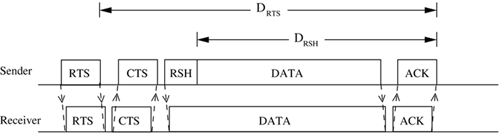 D_RTS
D_RSH
Sender RTS CTS RSH DATA ACK
Receiver RTS CTS DATA ACK